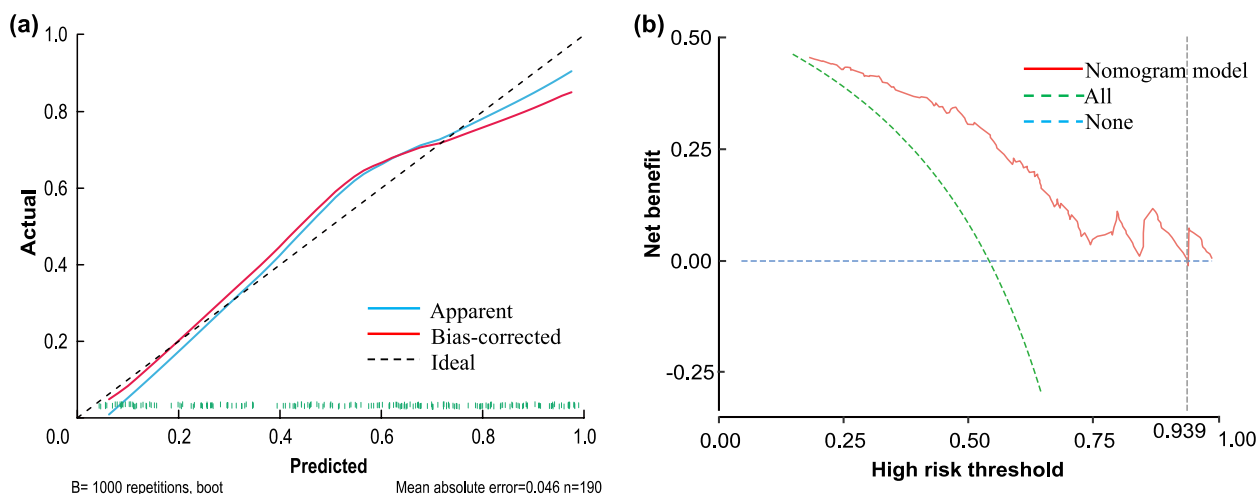 (a)
1.0
0.8
0.6
0.4
0.2
Actual
Apparent
Bias-corrected
Ideal
0.0
0.2
0.4
0.6
0.8
1.0
Predicted
B= 1000 repetitions, boot
Mean absolute error=0.046 n=190
(b)
0.50
0.25
0.00
-0.25
Net benefit
Nomogram model
All
None
0.00
0.25
0.50
0.75
0.939
1.00
High risk threshold